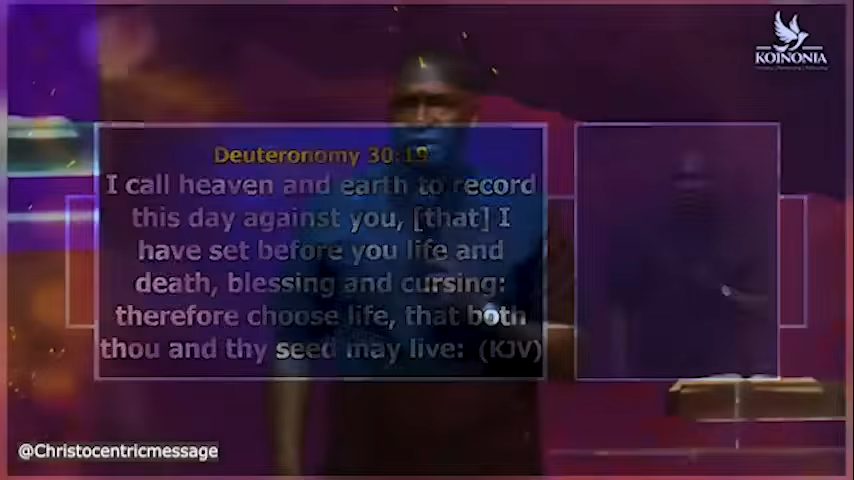 KOINONIA
Deuteronomy 30:19
I call heaven and earth to record
this day against you, [that] I
have set before you life and
death, blessing and cursing:
therefore choose life, that both
thou and thy seed may live: (KJV)
@Christocentricmessage